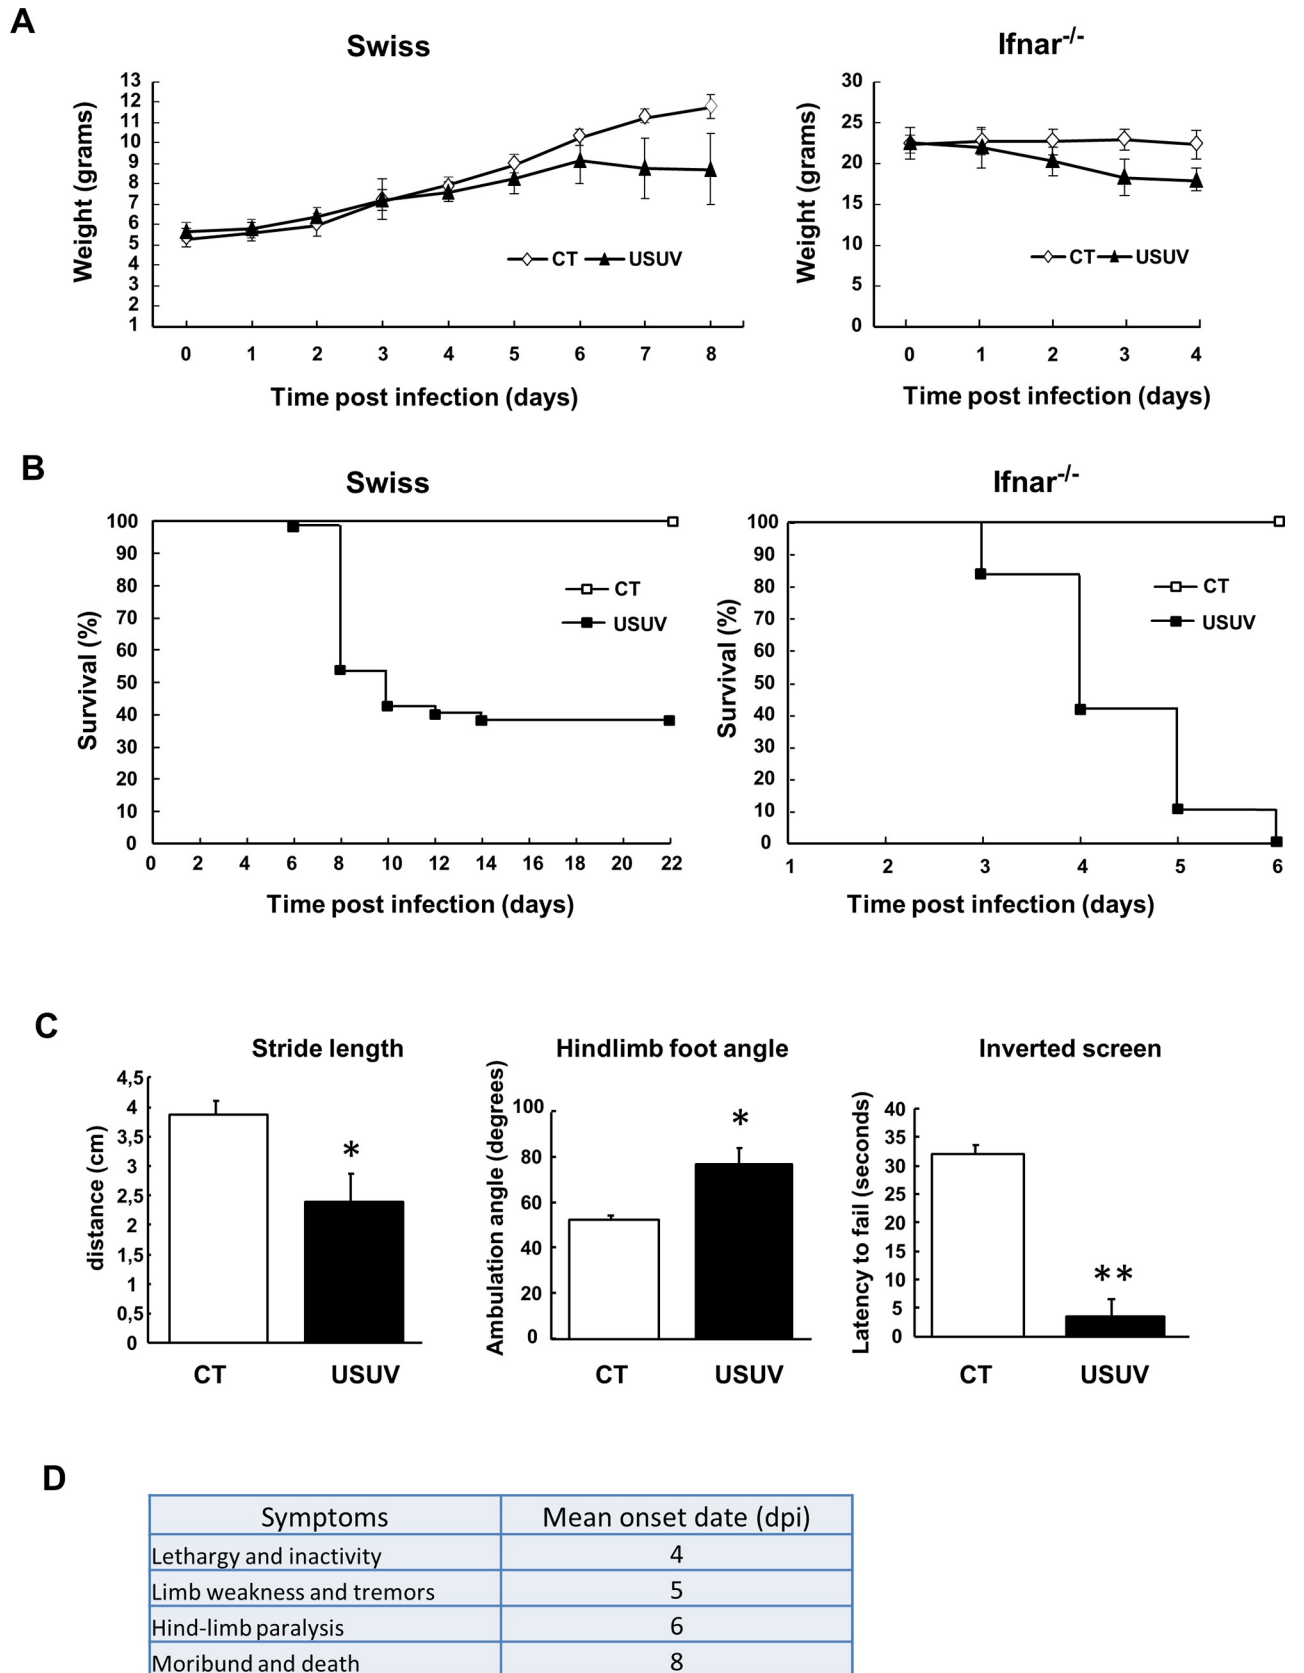 A
Swiss
Ifnar-/-
Weight (grams)
13
12
11
10
9
8
7
6
5
4
3
2
1
CT USUV
0 1 2 3 4 5 6 7 8
Time post infection (days)
Weight (grams)
30
25
20
15
10
5
0
CT USUV
0 1 2 3 4
Time post infection (days)
B
Swiss
Ifnar-/-
Survival (%)
100
90
80
70
60
50
40
30
20
10
0
CT
USUV
0 2 4 6 8 10 12 14 16 18 20 22
Time post infection (days)
Survival (%)
100
90
80
70
60
50
40
30
20
10
0
CT
USUV
1 2 3 4 5 6
Time post infection (days)
C
Stride length
distance (cm)
4,5
4
3,5
3
2,5
2
1,5
1
0,5
0
*
CT USUV
Hindlimb foot angle
Ambulation angle (degrees)
100
80
60
40
20
0
*
CT USUV
Inverted screen
Latency to fail (seconds)
40
35
30
25
20
15
10
5
0
**
CT USUV
D
Symptoms Mean onset date (dpi)
Lethargy and inactivity 4
Limb weakness and tremors 5
Hind-limb paralysis 6
Moribund and death 8